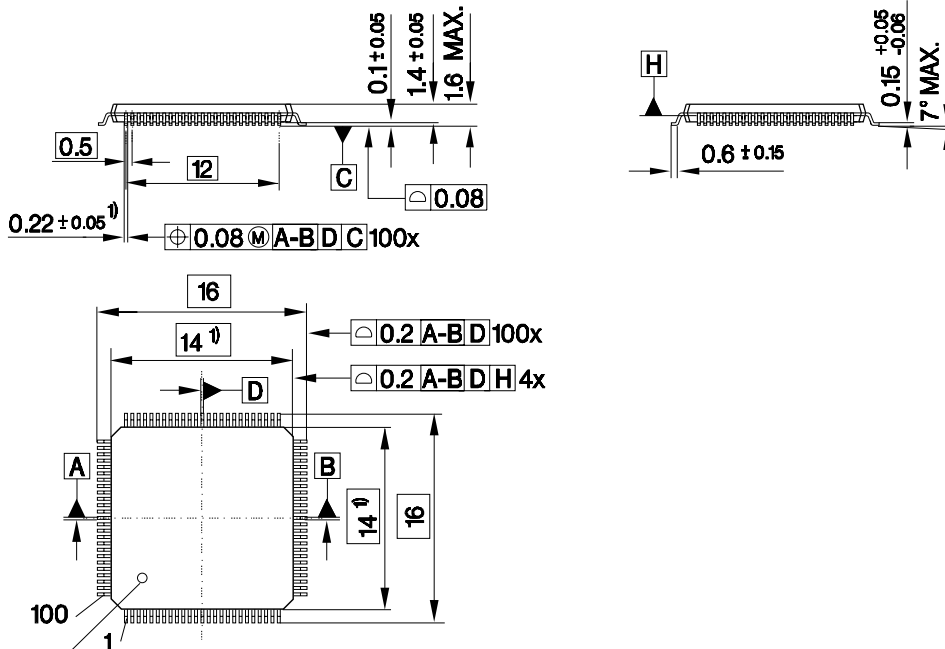 0.1 ± 0.05
1.4 ± 0.05
1.6 MAX.
H
0.15 +0.05 -0.06
7° MAX.
0.5
12
C
0.6 ± 0.15
⌓ 0.08
0.22 ± 0.05 1)
⌖ 0.08 Ⓜ A-B D C 100x
16
14 1)
⌓ 0.2 A-B D 100x
⌓ 0.2 A-B D H 4x
D
A
B
14 1)
16
100
1